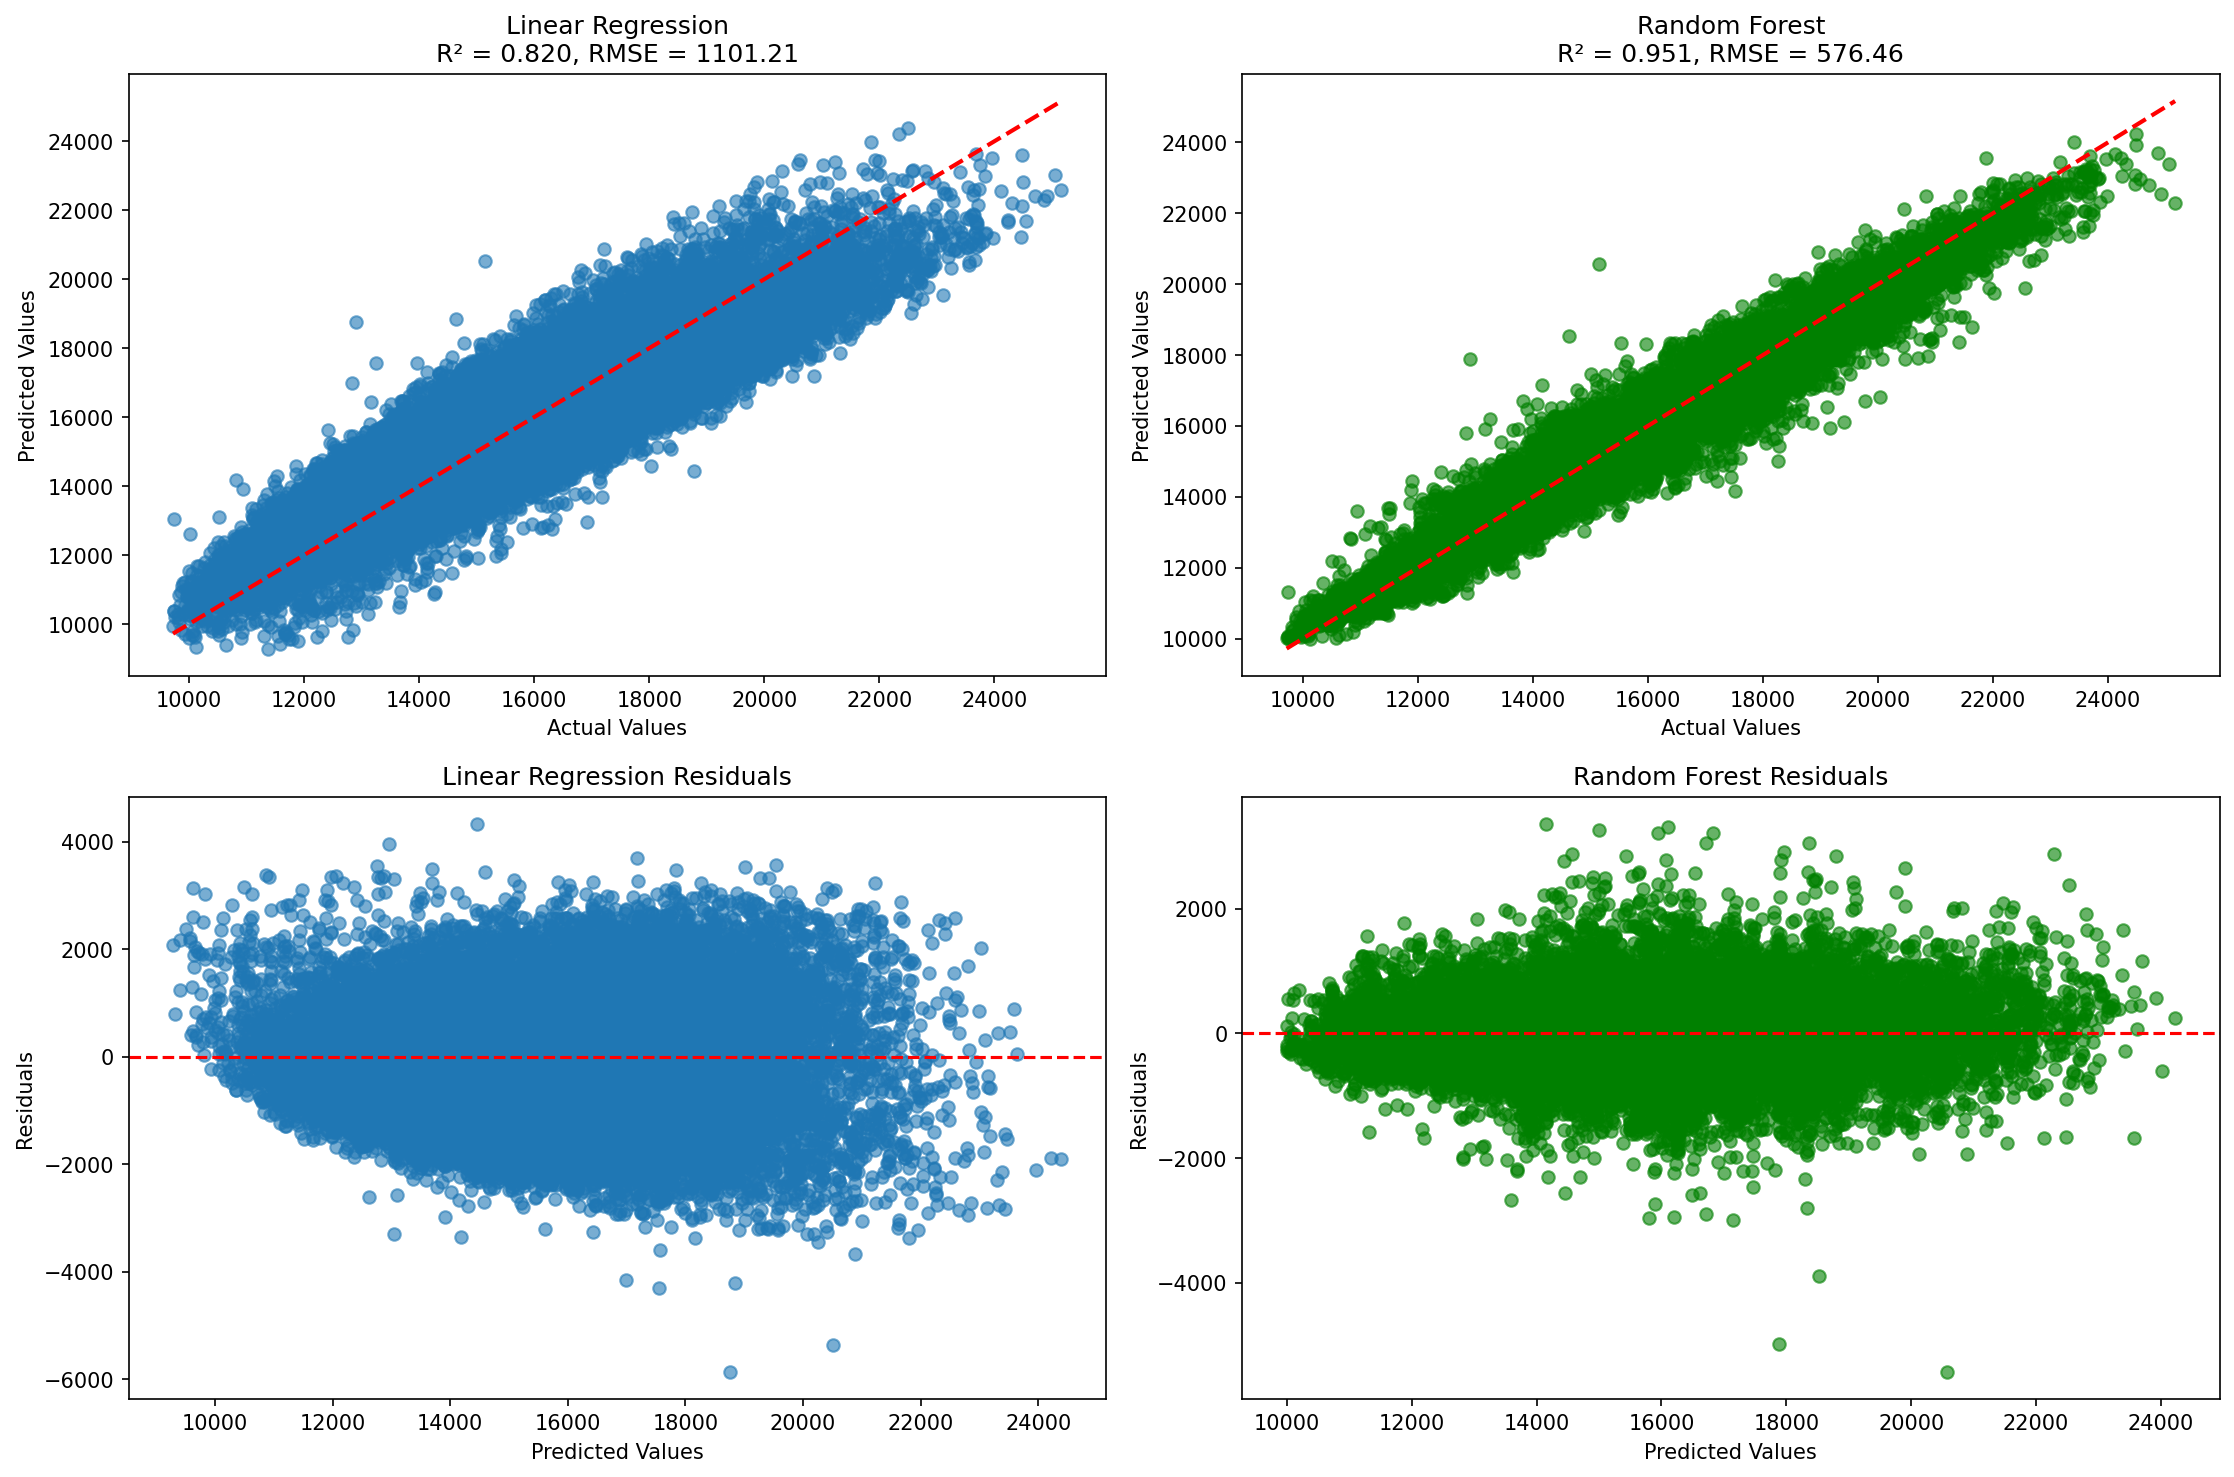 Linear Regression
R² = 0.820, RMSE = 1101.21
Predicted Values
24000
22000
20000
18000
16000
14000
12000
10000
10000 12000 14000 16000 18000 20000 22000 24000
Actual Values
Random Forest
R² = 0.951, RMSE = 576.46
Predicted Values
24000
22000
20000
18000
16000
14000
12000
10000
10000 12000 14000 16000 18000 20000 22000 24000
Actual Values
Linear Regression Residuals
Residuals
4000
2000
0
−2000
−4000
−6000
10000 12000 14000 16000 18000 20000 22000 24000
Predicted Values
Random Forest Residuals
Residuals
2000
0
−2000
−4000
10000 12000 14000 16000 18000 20000 22000 24000
Predicted Values